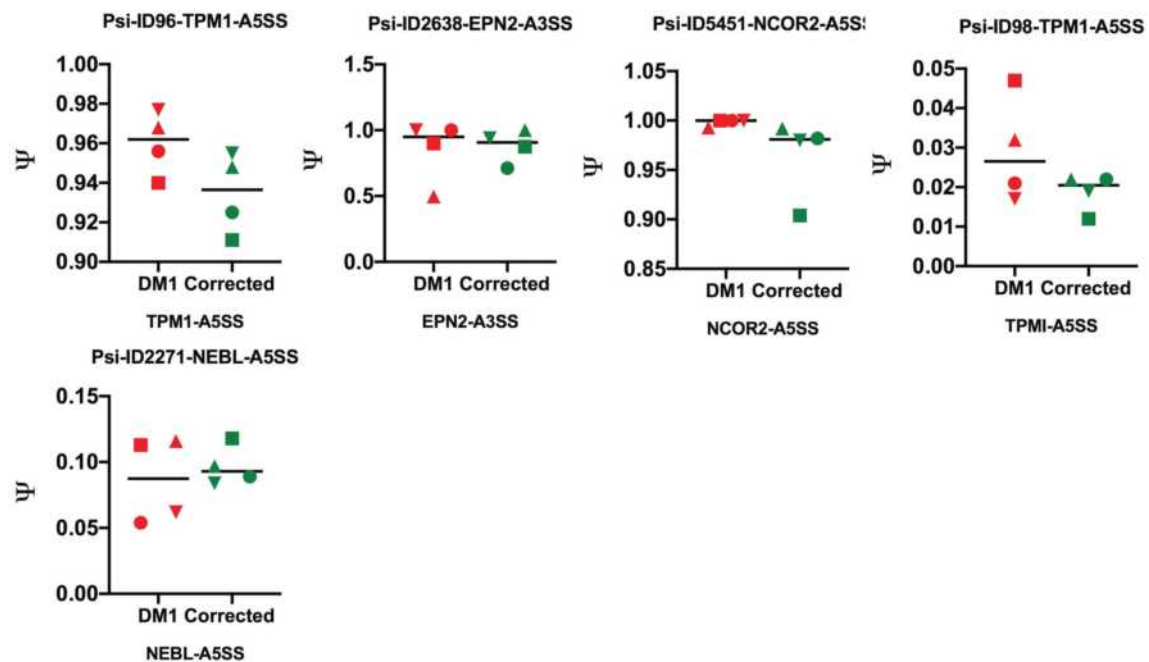 Psi-ID96-TPM1-A5SS
1.00
0.98
0.96
0.94
0.92
0.90
Ψ
DM1 Corrected
TPM1-A5SS
Psi-ID2638-EPN2-A3SS
1.5
1.0
0.5
0.0
Ψ
DM1 Corrected
EPN2-A3SS
Psi-ID5451-NCOR2-A5SS
1.05
1.00
0.95
0.90
0.85
Ψ
DM1 Corrected
NCOR2-A5SS
Psi-ID98-TPM1-A5SS
0.05
0.04
0.03
0.02
0.01
0.00
Ψ
DM1 Corrected
TPMI-A5SS
Psi-ID2271-NEBL-A5SS
0.15
0.10
0.05
0.00
Ψ
DM1 Corrected
NEBL-A5SS